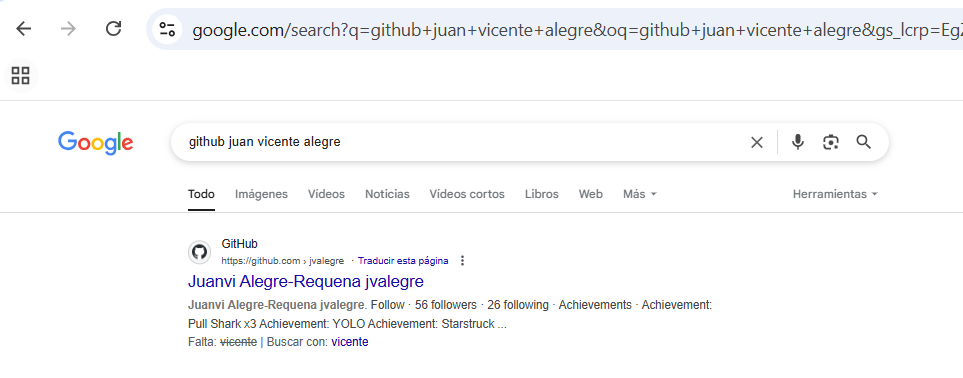 google.com/search?q=github+juan+vicente+alegre&oq=github+juan+vicente+alegre&gs_lcrp=EgZ
Google
github juan vicente alegre
Todo Imágenes Vídeos Noticias Vídeos cortos Libros Web Más Herramientas
GitHub
https://github.com › jvalegre · Traducir esta página
Juanvi Alegre-Requena jvalegre
Juanvi Alegre-Requena jvalegre. Follow · 56 followers · 26 following · Achievements · Achievement:
Pull Shark x3 Achievement: YOLO Achievement: Starstruck ...
Falta: vicente | Buscar con: vicente